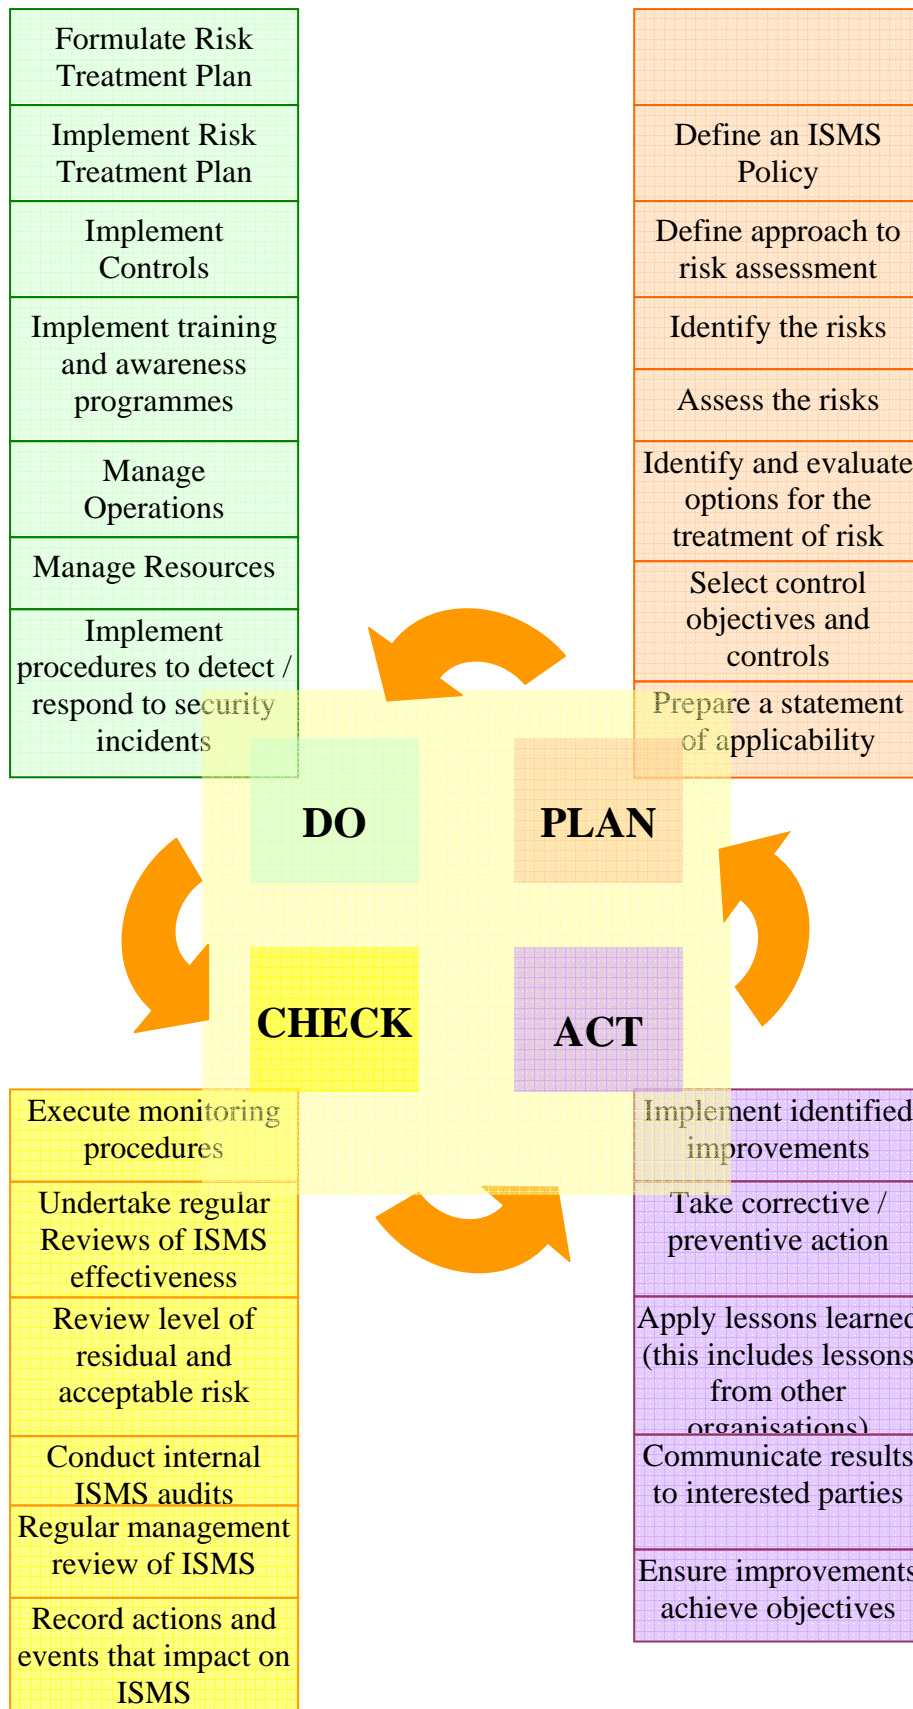 Formulate Risk
Treatment Plan
Implement Risk
Treatment Plan
Implement
Controls
Implement training
and awareness
programmes
Manage
Operations
Manage Resources
Implement
procedures to detect /
respond to security
incidents
Define an ISMS
Policy
Define approach to
risk assessment
Identify the risks
Assess the risks
Identify and evaluate
options for the
treatment of risk
Select control
objectives and
controls
Prepare a statement
of applicability
DO
PLAN
CHECK
ACT
Execute monitoring
procedures
Undertake regular
Reviews of ISMS
effectiveness
Review level of
residual and
acceptable risk
Conduct internal
ISMS audits
Regular management
review of ISMS
Record actions and
events that impact on
ISMS
Implement identified
improvements
Take corrective /
preventive action
Apply lessons learned
(this includes lessons
from other
organisations)
Communicate results
to interested parties
Ensure improvements
achieve objectives